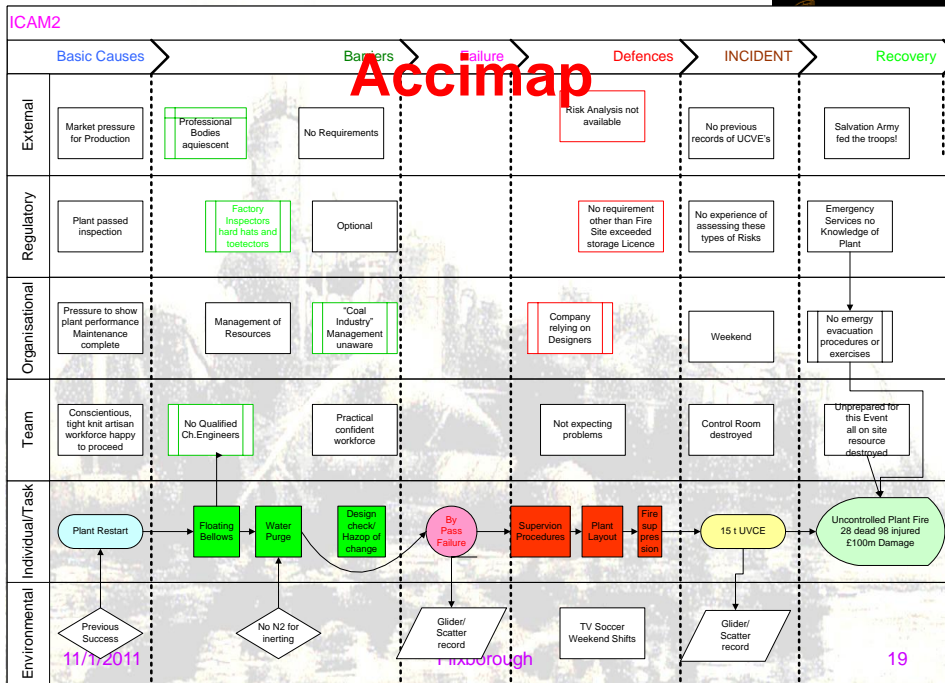 ICAM2
Basic Causes
Barriers
Failure
Defences
INCIDENT
Recovery
Accimap
External
Market pressure
for Production
Professional
Bodies
aquiescent
No Requirements
Risk Analysis not
available
No previous
records of UCVE's
Salvation Army
fed the troops!
Regulatory
Plant passed
inspection
Factory
Inspectors
hard hats and
toetectors
Optional
No requirement
other than Fire
Site exceeded
storage Licence
No experience of
assessing these
types of Risks
Emergency
Services no
Knowledge of
Plant
Organisational
Pressure to show
plant performance
Maintenance
complete
Management of
Resources
"Coal
Industry"
Management
unaware
Company
relying on
Designers
Weekend
No emergy
evacuation
procedures or
exercises
Team
Conscientious,
tight knit artisan
workforce happy
to proceed
No Qualified
Ch.Engineers
Practical
confident
workforce
Not expecting
problems
Control Room
destroyed
Unprepared for
this Event
all on site
resource
destroyed
Individual/Task
Plant Restart
Floating
Bellows
Water
Purge
Design
check/
Hazop of
change
By
Pass
Failure
Supervion
Procedures
Plant
Layout
Fire
sup
pres
sion
15 t UVCE
Uncontrolled Plant Fire
28 dead 98 injured
£100m Damage
Environmental
Previous
Success
No N2 for
inerting
Glider/
Scatter
record
TV Soccer
Weekend Shifts
Glider/
Scatter
record
11/1/2011
Flixborough
19